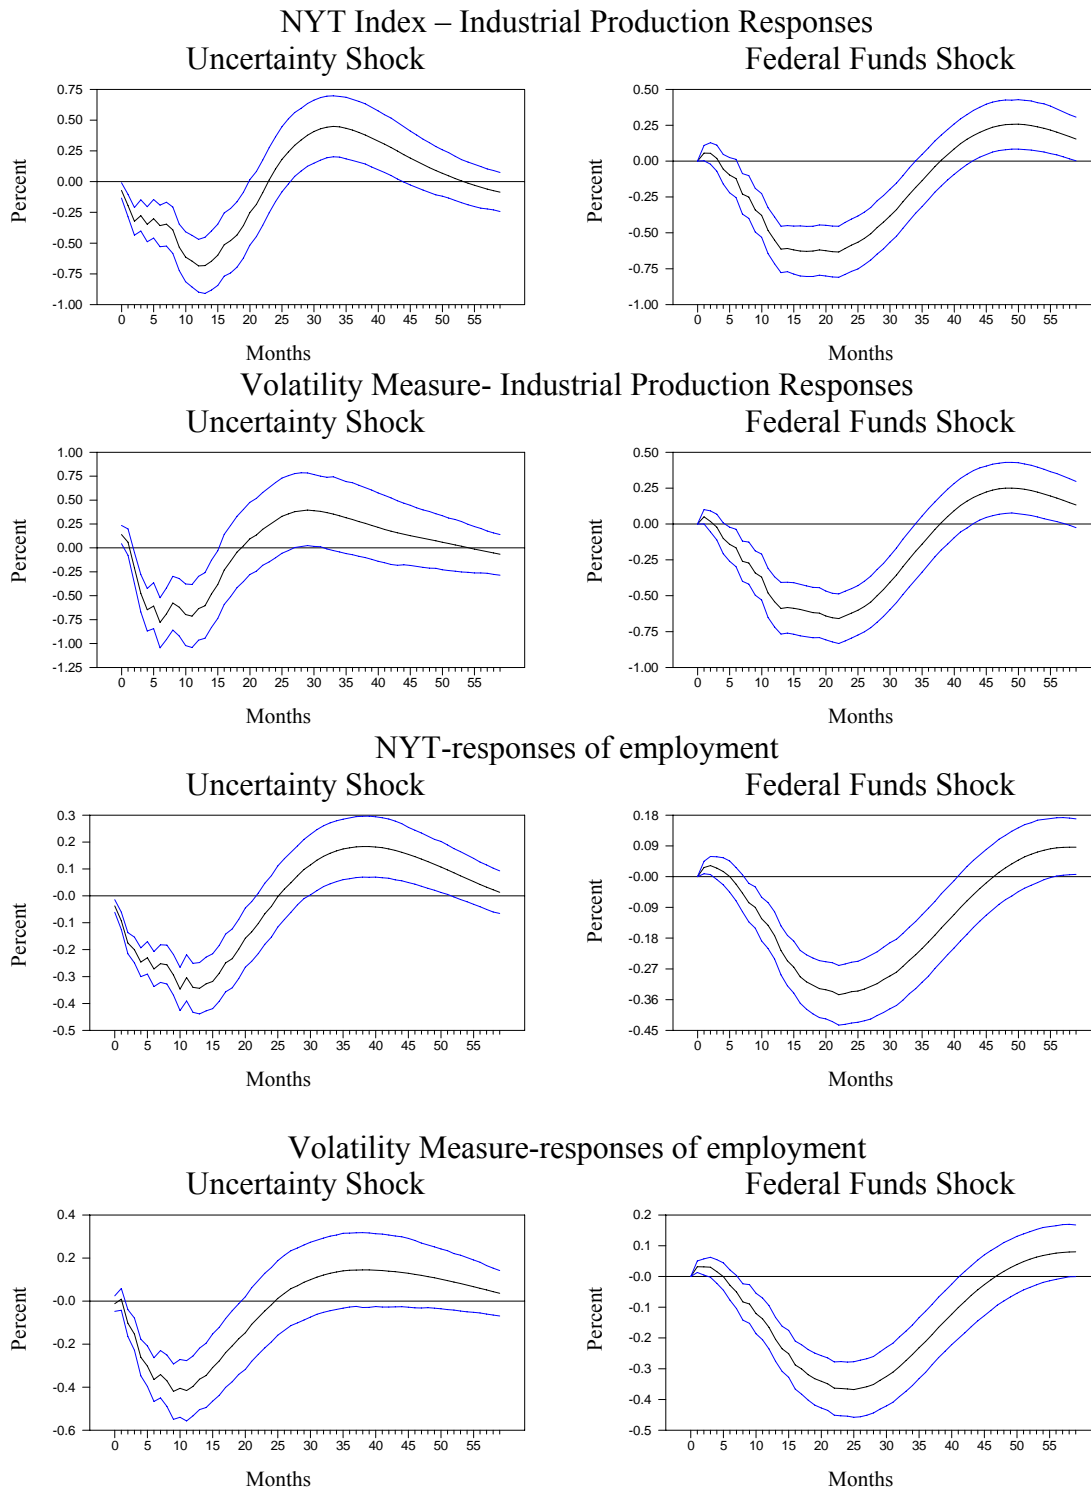 NYT Index – Industrial Production Responses
Uncertainty Shock
Federal Funds Shock
Percent
0.75
0.50
0.25
0.00
-0.25
-0.50
-0.75
-1.00
0 5 10 15 20 25 30 35 40 45 50 55
Months
Percent
0.50
0.25
0.00
-0.25
-0.50
-0.75
-1.00
0 5 10 15 20 25 30 35 40 45 50 55
Months
Volatility Measure- Industrial Production Responses
Uncertainty Shock
Federal Funds Shock
Percent
1.00
0.75
0.50
0.25
0.00
-0.25
-0.50
-0.75
-1.00
-1.25
0 5 10 15 20 25 30 35 40 45 50 55
Months
Percent
0.50
0.25
0.00
-0.25
-0.50
-0.75
-1.00
0 5 10 15 20 25 30 35 40 45 50 55
Months
NYT-responses of employment
Uncertainty Shock
Federal Funds Shock
Percent
0.3
0.2
0.1
-0.0
-0.1
-0.2
-0.3
-0.4
-0.5
0 5 10 15 20 25 30 35 40 45 50 55
Months
Percent
0.18
0.09
-0.00
-0.09
-0.18
-0.27
-0.36
-0.45
0 5 10 15 20 25 30 35 40 45 50 55
Months
Volatility Measure-responses of employment
Uncertainty Shock
Federal Funds Shock
Percent
0.4
0.2
-0.0
-0.2
-0.4
-0.6
0 5 10 15 20 25 30 35 40 45 50 55
Months
Percent
0.2
0.1
-0.0
-0.1
-0.2
-0.3
-0.4
-0.5
0 5 10 15 20 25 30 35 40 45 50 55
Months